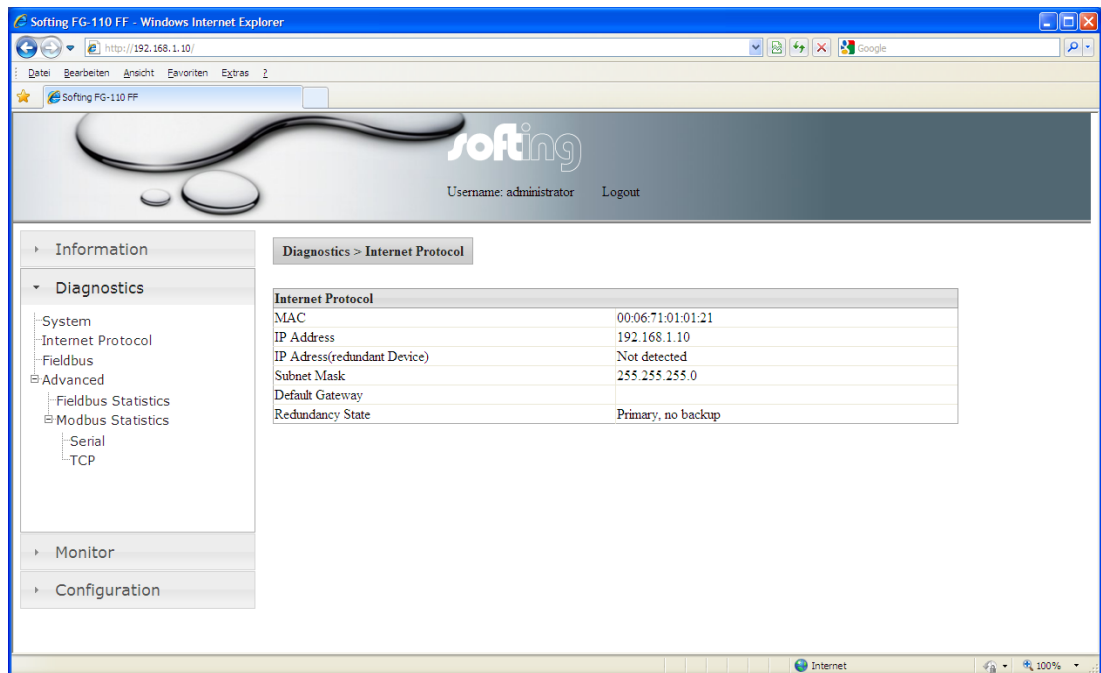 Softing FG-110 FF - Windows Internet Explorer
http://192.168.1.10/
Google
Datei Bearbeiten Ansicht Favoriten Extras ?
Softing FG-110 FF
softing
Username: administrator Logout
Information
Diagnostics
System
Internet Protocol
Fieldbus
Advanced
Fieldbus Statistics
Modbus Statistics
Serial
TCP
Monitor
Configuration
Diagnostics > Internet Protocol
Internet Protocol
MAC 00:06:71:01:01:21
IP Address 192.168.1.10
IP Adress(redundant Device) Not detected
Subnet Mask 255.255.255.0
Default Gateway
Redundancy State Primary, no backup
Internet 100%